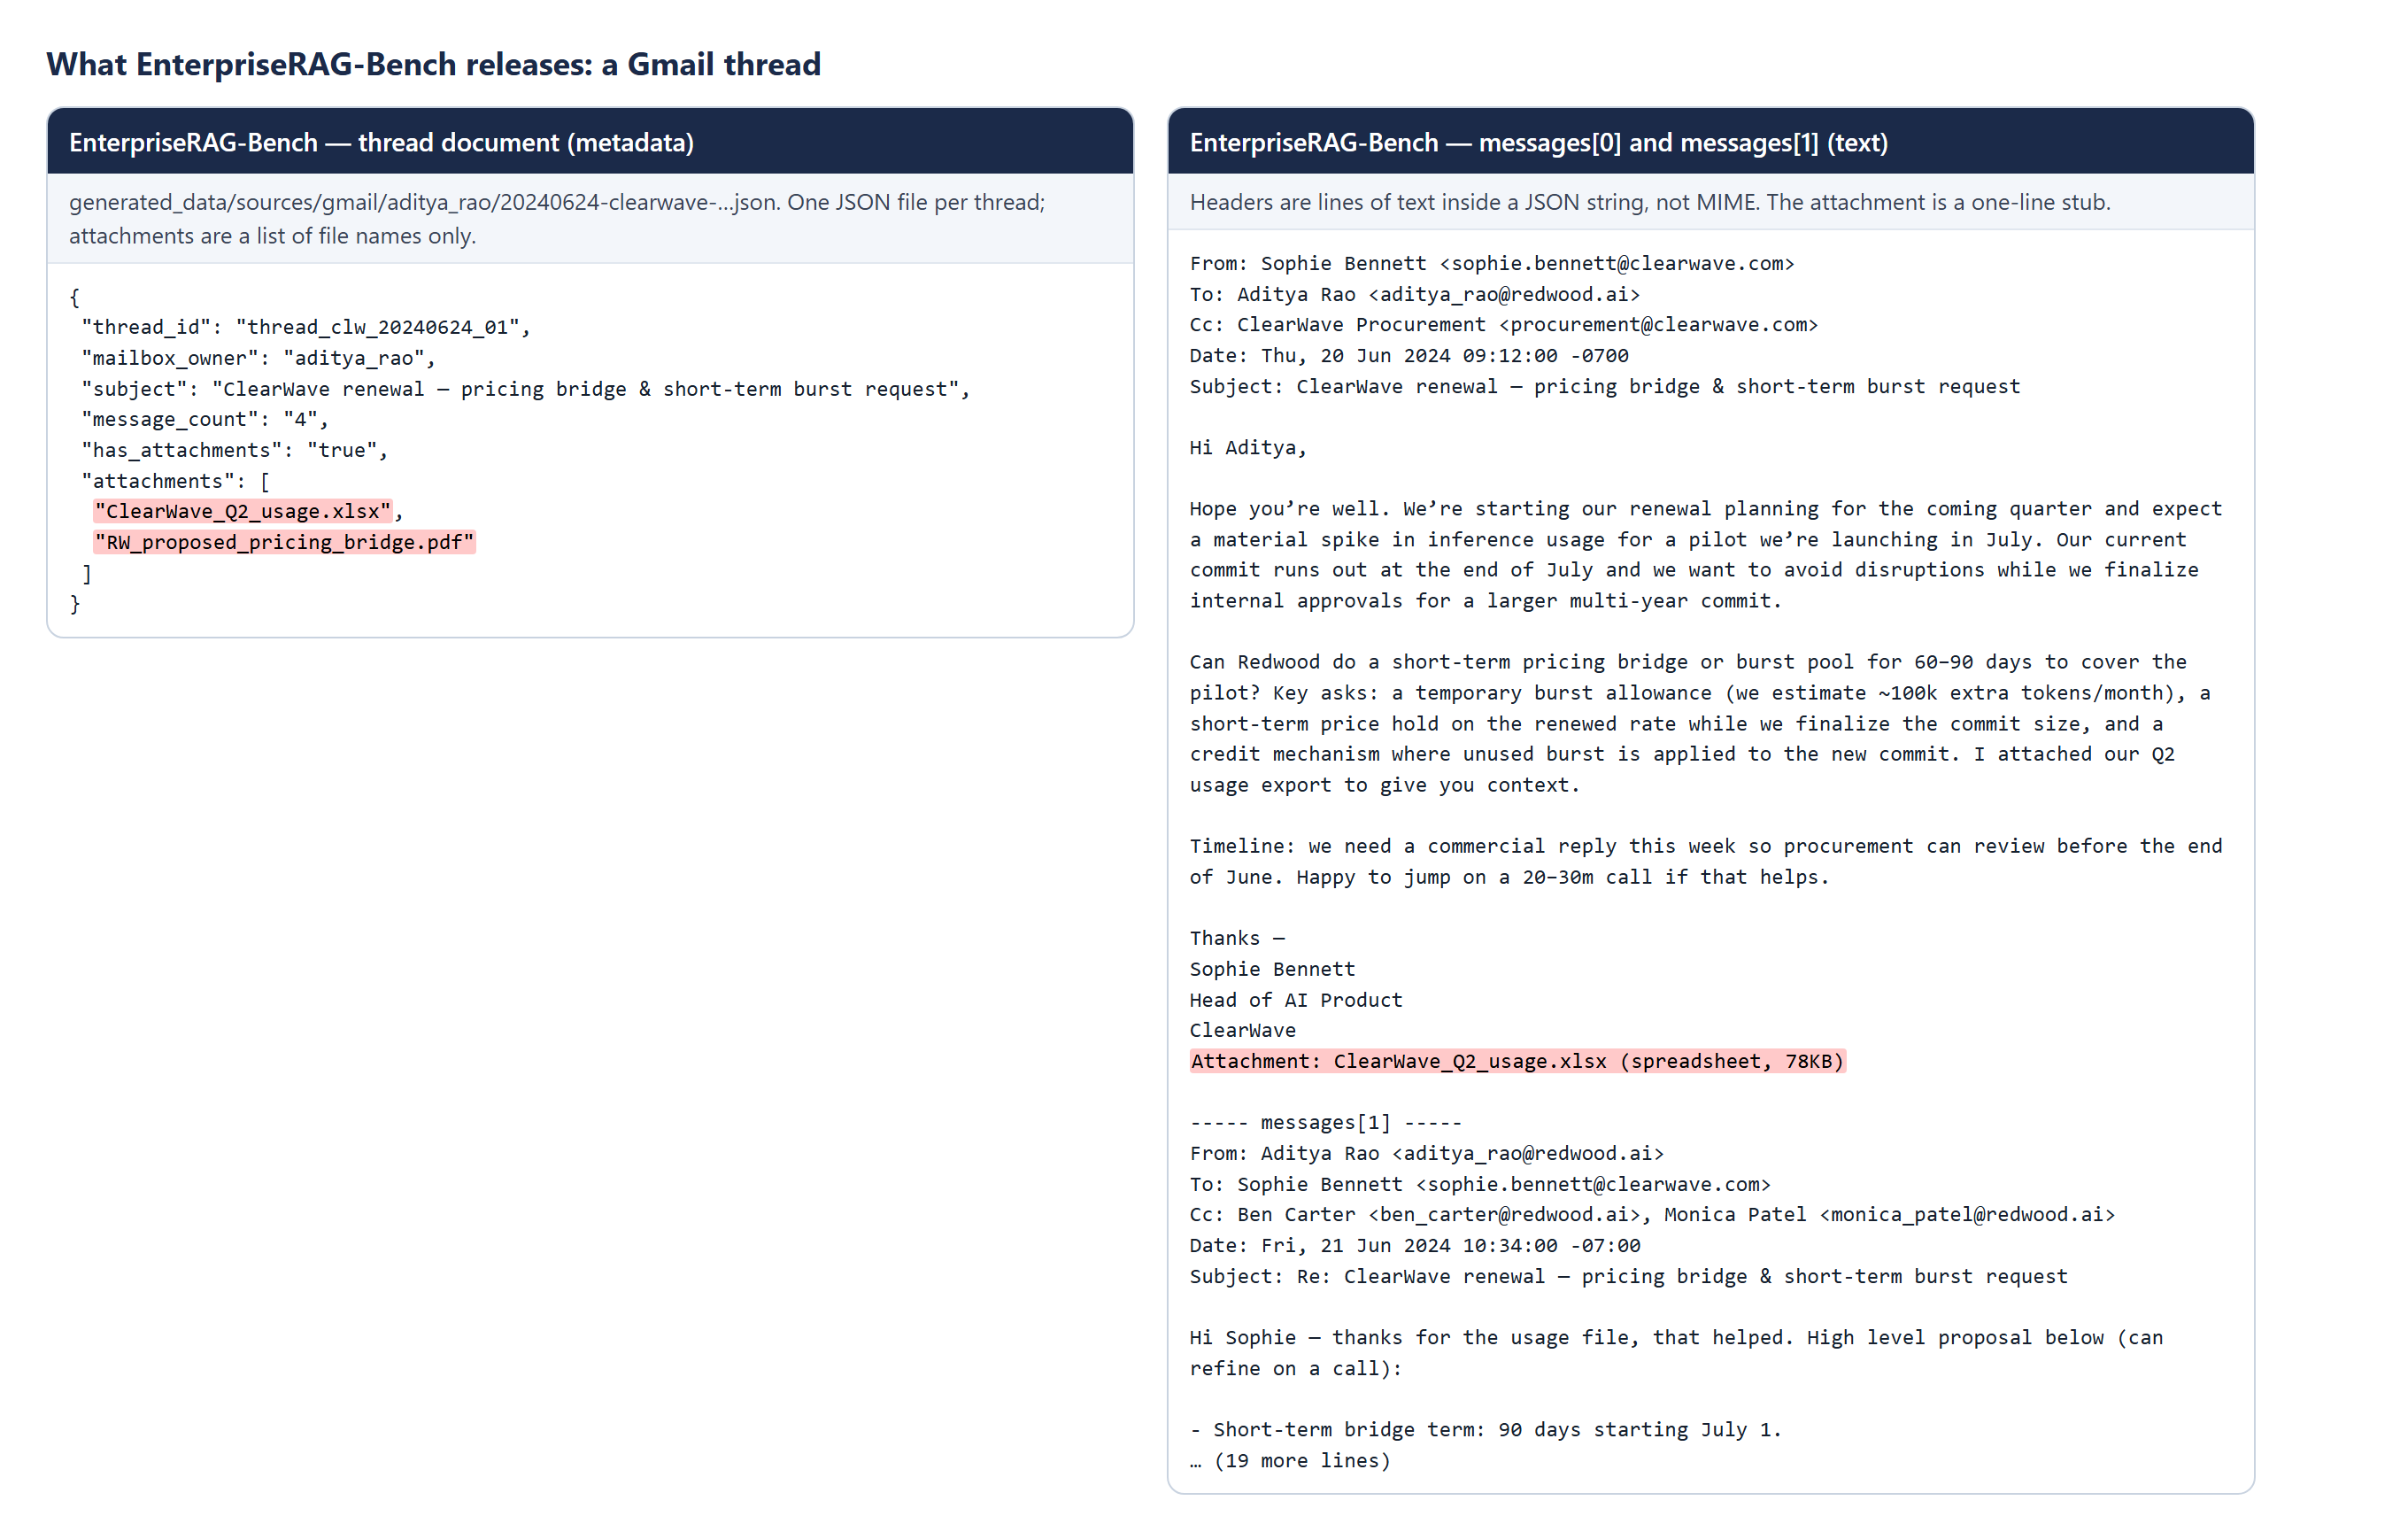 What EnterpriseRAG-Bench releases: a Gmail thread
EnterpriseRAG-Bench — thread document (metadata)
generated_data/sources/gmail/aditya_rao/20240624-clearwave-...json. One JSON file per thread;
attachments are a list of file names only.
{
"thread_id": "thread_clw_20240624_01",
"mailbox_owner": "aditya_rao",
"subject": "ClearWave renewal — pricing bridge & short-term burst request",
"message_count": "4",
"has_attachments": "true",
"attachments": [
"ClearWave_Q2_usage.xlsx",
"RW_proposed_pricing_bridge.pdf"
]
}
EnterpriseRAG-Bench — messages[0] and messages[1] (text)
Headers are lines of text inside a JSON string, not MIME. The attachment is a one-line stub.
From: Sophie Bennett <sophie.bennett@clearwave.com>
To: Aditya Rao <aditya_rao@redwood.ai>
Cc: ClearWave Procurement <procurement@clearwave.com>
Date: Thu, 20 Jun 2024 09:12:00 -0700
Subject: ClearWave renewal — pricing bridge & short-term burst request
Hi Aditya,
Hope you’re well. We’re starting our renewal planning for the coming quarter and expect
a material spike in inference usage for a pilot we’re launching in July. Our current
commit runs out at the end of July and we want to avoid disruptions while we finalize
internal approvals for a larger multi-year commit.
Can Redwood do a short-term pricing bridge or burst pool for 60–90 days to cover the
pilot? Key asks: a temporary burst allowance (we estimate ~100k extra tokens/month), a
short-term price hold on the renewed rate while we finalize the commit size, and a
credit mechanism where unused burst is applied to the new commit. I attached our Q2
usage export to give you context.
Timeline: we need a commercial reply this week so procurement can review before the end
of June. Happy to jump on a 20–30m call if that helps.
Thanks —
Sophie Bennett
Head of AI Product
ClearWave
Attachment: ClearWave_Q2_usage.xlsx (spreadsheet, 78KB)
----- messages[1] -----
From: Aditya Rao <aditya_rao@redwood.ai>
To: Sophie Bennett <sophie.bennett@clearwave.com>
Cc: Ben Carter <ben_carter@redwood.ai>, Monica Patel <monica_patel@redwood.ai>
Date: Fri, 21 Jun 2024 10:34:00 -07:00
Subject: Re: ClearWave renewal — pricing bridge & short-term burst request
Hi Sophie — thanks for the usage file, that helped. High level proposal below (can
refine on a call):
- Short-term bridge term: 90 days starting July 1.
… (19 more lines)